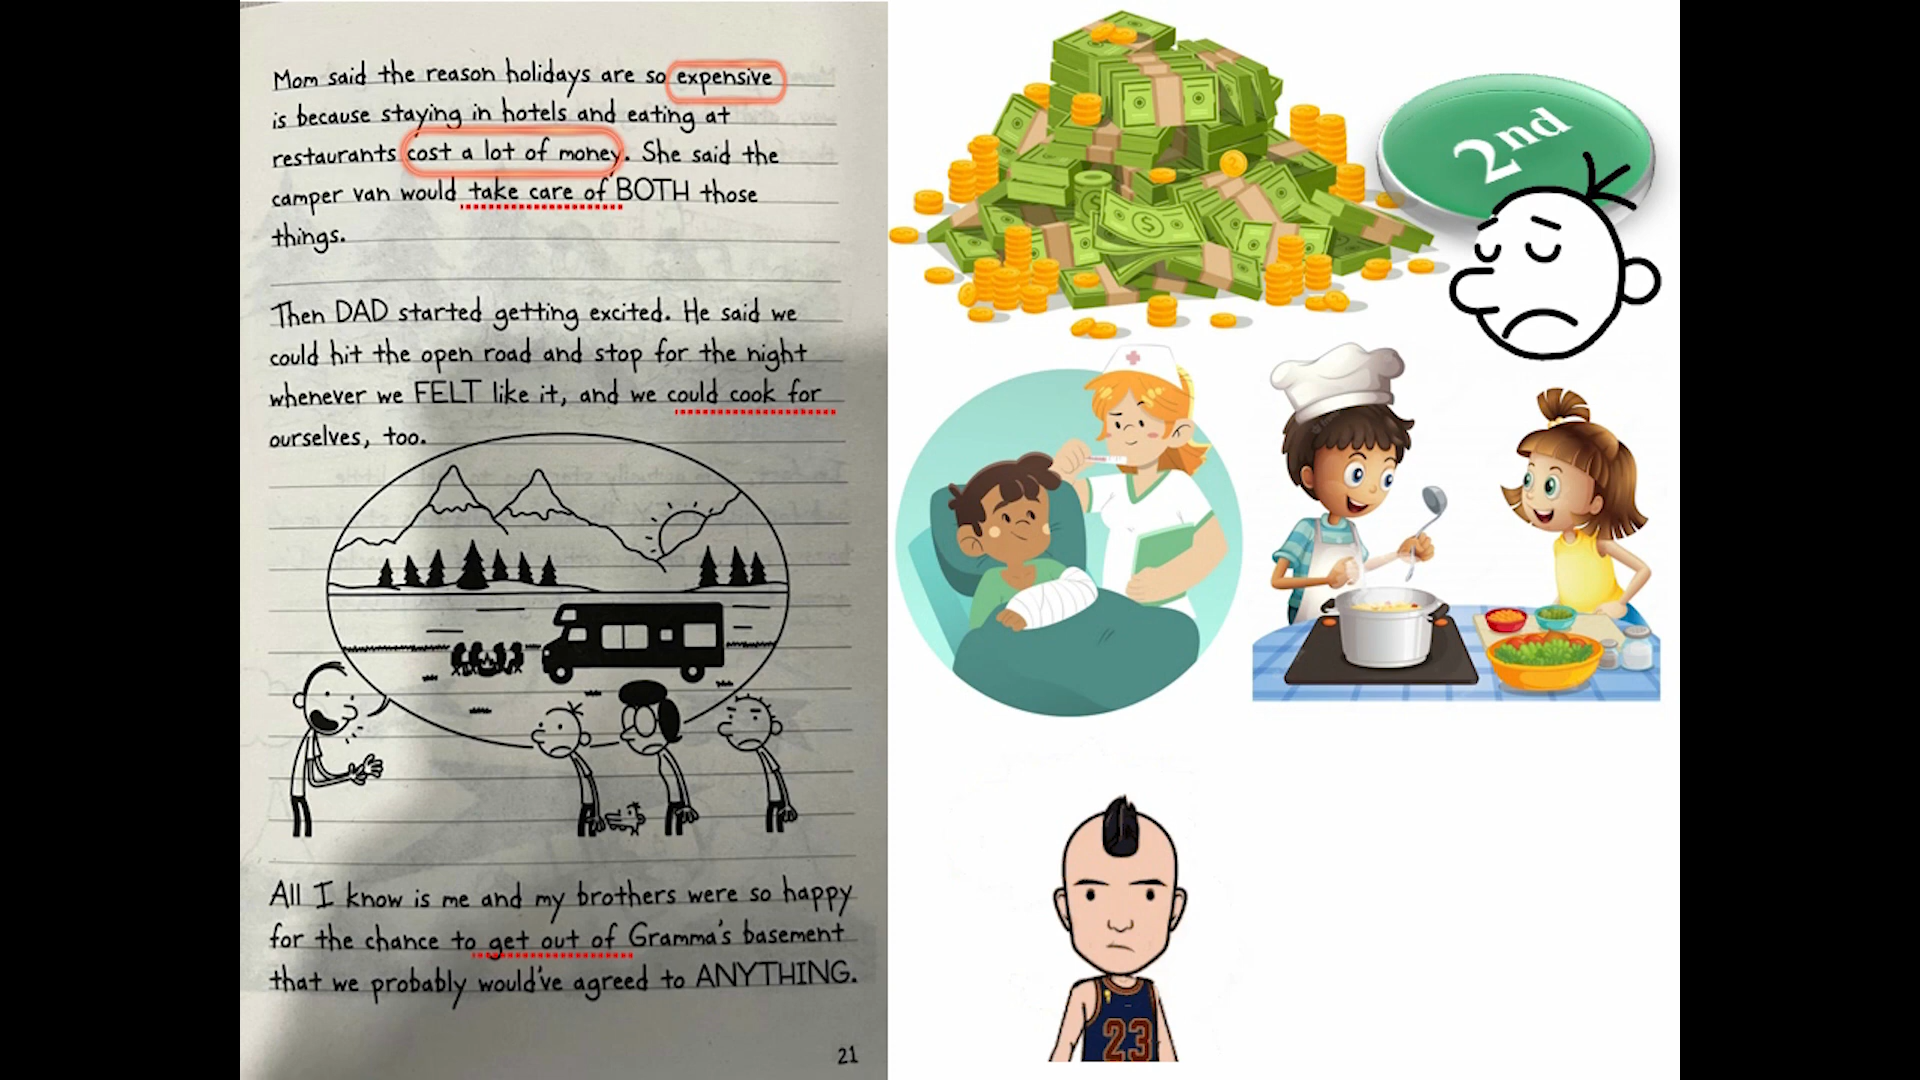 Mom said the reason holidays are so expensive
is because staying in hotels and eating at
restaurants cost a lot of money. She said the
camper van would take care of BOTH those
things.
Then DAD started getting excited. He said we
could hit the open road and stop for the night
whenever we FELT like it, and we could cook for
ourselves, too.
All I know is me and my brothers were so happy
for the chance to get out of Gramma's basement
that we probably would've agreed to ANYTHING.
21
2nd
23